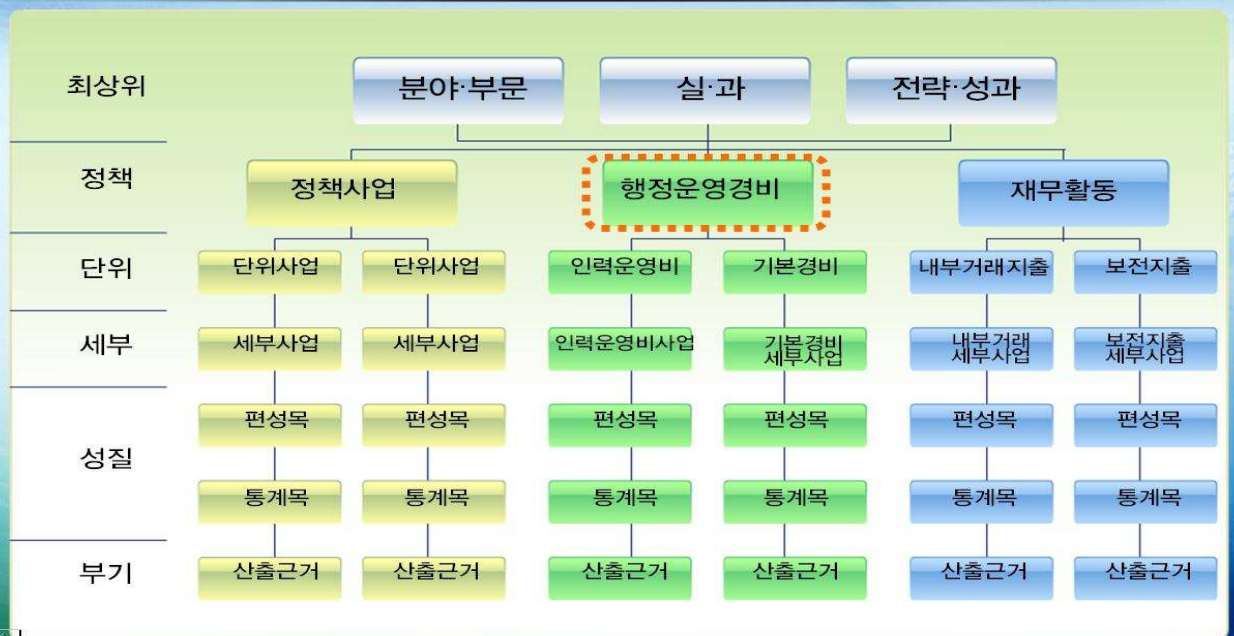 최상위
분야·부문
실·과
전략·성과
정책
정책사업
행정운영경비
재무활동
단위
단위사업
단위사업
인력운영비
기본경비
내부거래지출
보전지출
세부
세부사업
세부사업
인력운영비사업
기본경비
세부사업
내부거래
세부사업
보전지출
세부사업
성질
편성목
편성목
편성목
편성목
편성목
편성목
통계목
통계목
통계목
통계목
통계목
통계목
부기
산출근거
산출근거
산출근거
산출근거
산출근거
산출근거